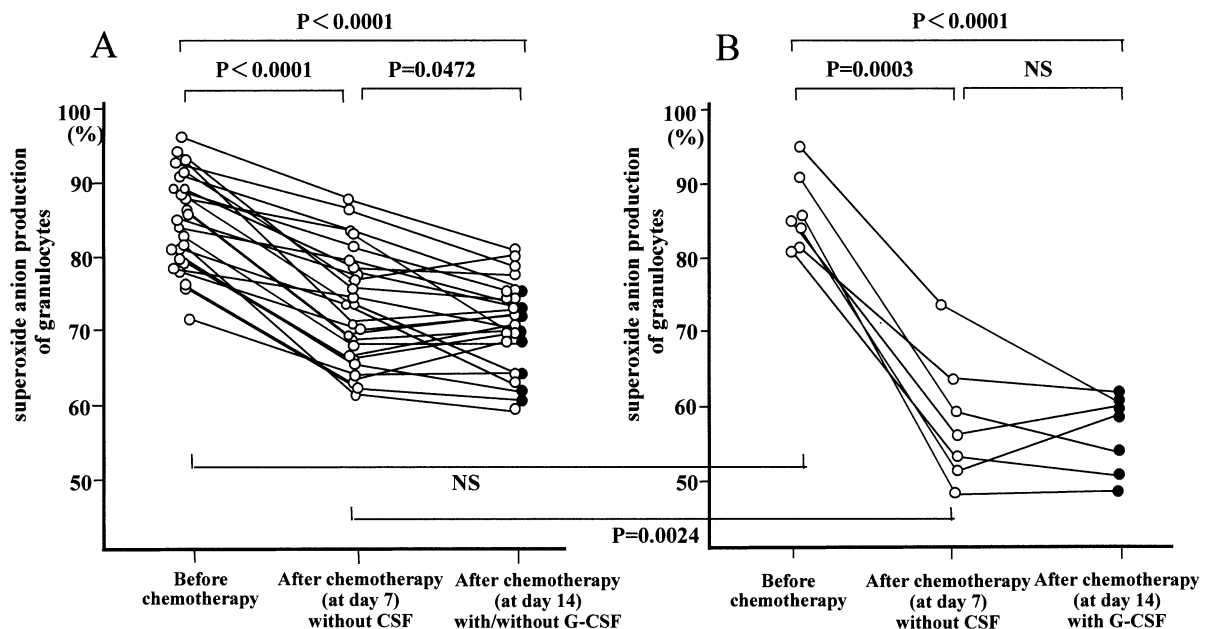 A
P<0.0001
P<0.0001
P=0.0472
100
(%)
90
80
70
60
50
superoxide anion production
of granulocytes
Before
chemotherapy
After chemotherapy
(at day 7)
without CSF
After chemotherapy
(at day 14)
with/without G-CSF
NS
P=0.0024
B
P<0.0001
P=0.0003
NS
100
(%)
90
80
70
60
50
superoxide anion production
of granulocytes
Before
chemotherapy
After chemotherapy
(at day 7)
without CSF
After chemotherapy
(at day 14)
with G-CSF